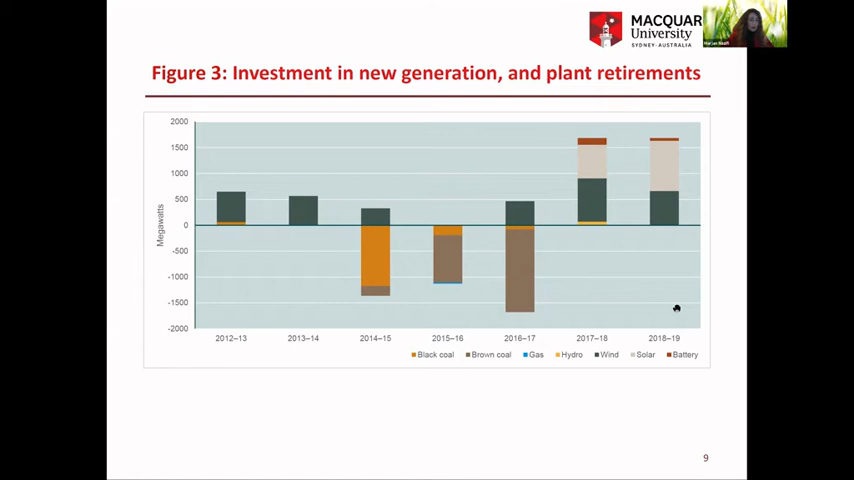 MACQUAR
University
SYDNEY · AUSTRALIA
Figure 3: Investment in new generation, and plant retirements
2000
1500
1000
500
0
-500
-1000
-1500
-2000
Megawatts
2012–13 2013–14 2014–15 2015–16 2016–17 2017–18 2018–19
Black coal Brown coal Gas Hydro Wind Solar Battery
9